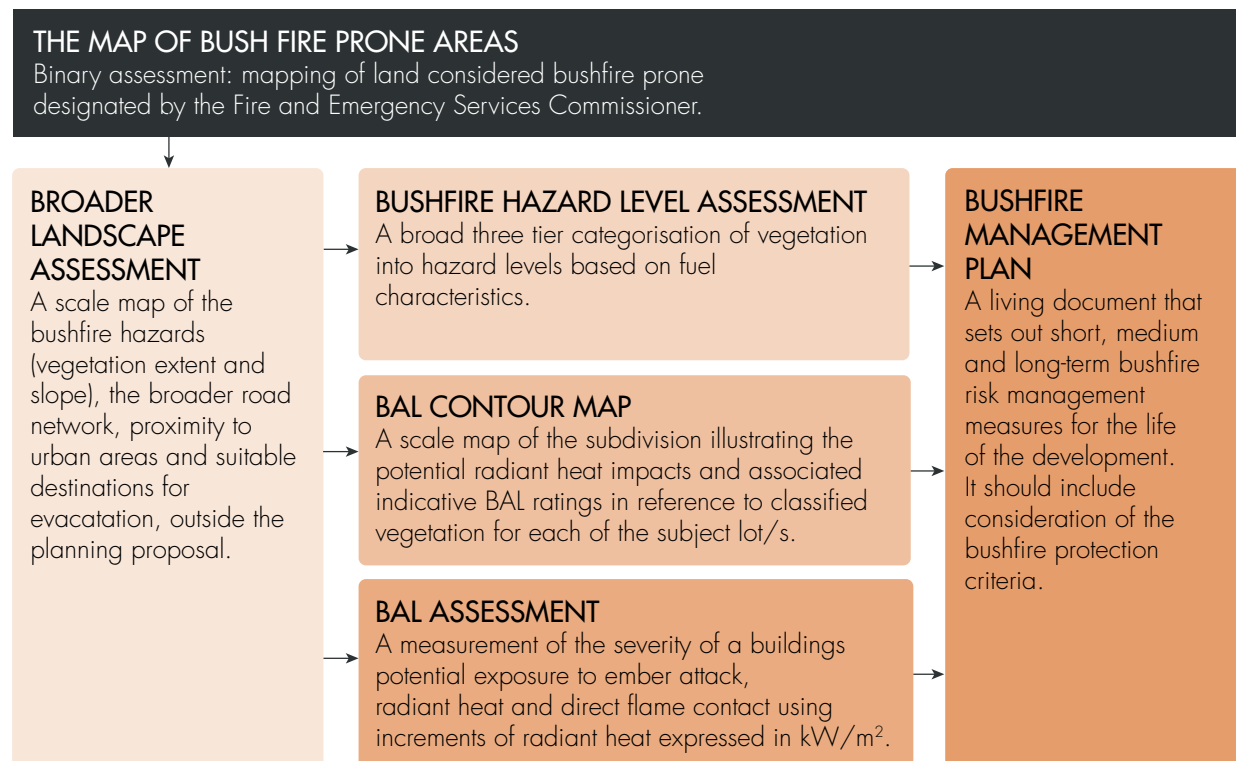 THE MAP OF BUSH FIRE PRONE AREAS
Binary assessment: mapping of land considered bushfire prone
designated by the Fire and Emergency Services Commissioner.
BROADER
LANDSCAPE
ASSESSMENT
A scale map of the
bushfire hazards
(vegetation extent and
slope), the broader road
network, proximity to
urban areas and suitable
destinations for
evacatation, outside the
planning proposal.
BUSHFIRE HAZARD LEVEL ASSESSMENT
A broad three tier categorisation of vegetation
into hazard levels based on fuel
characteristics.
BAL CONTOUR MAP
A scale map of the subdivision illustrating the
potential radiant heat impacts and associated
indicative BAL ratings in reference to classified
vegetation for each of the subject lot/s.
BAL ASSESSMENT
A measurement of the severity of a buildings
potential exposure to ember attack,
radiant heat and direct flame contact using
increments of radiant heat expressed in kW/m².
BUSHFIRE
MANAGEMENT
PLAN
A living document that
sets out short, medium
and long-term bushfire
risk management
measures for the life
of the development.
It should include
consideration of the
bushfire protection
criteria.